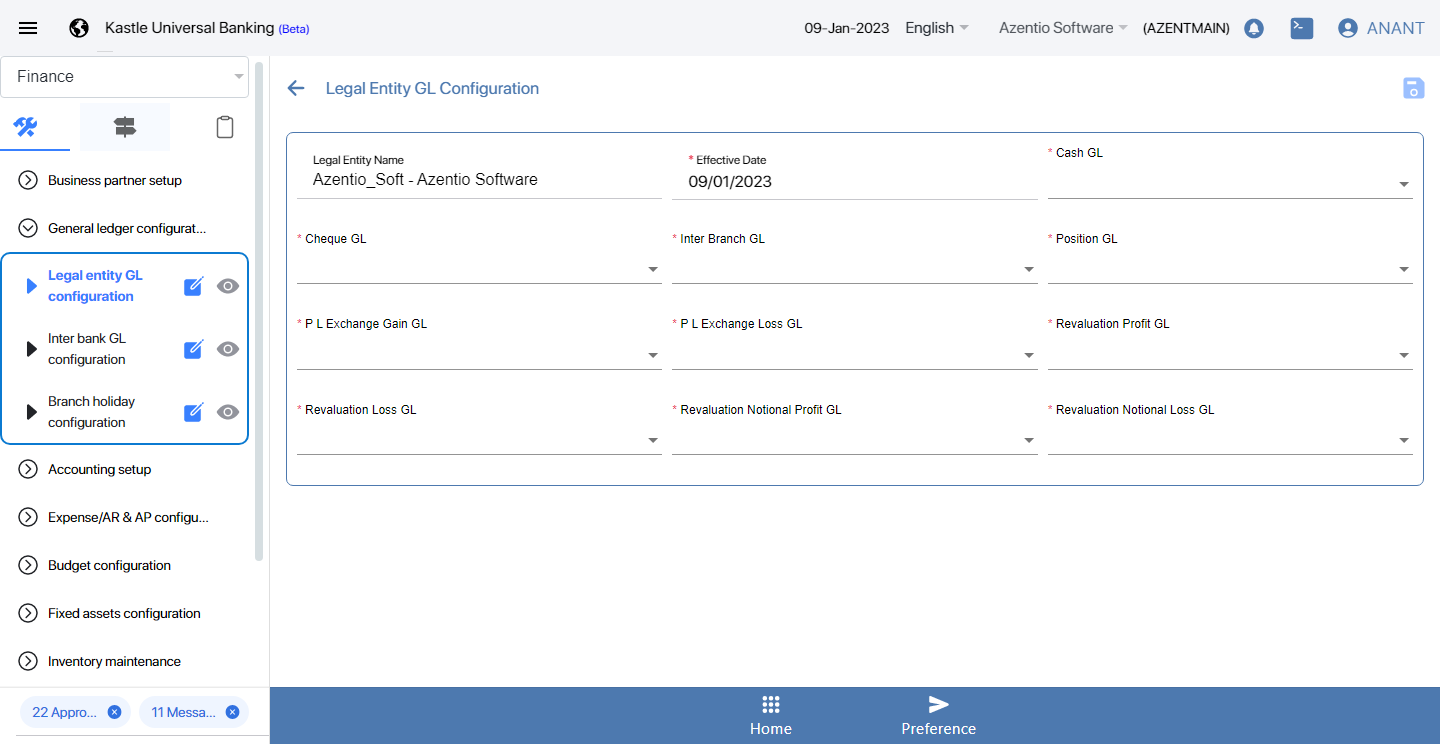 Kastle Universal Banking (Beta)
09-Jan-2023
English
Azentio Software
(AZENTMAIN)
ANANT
Finance
Business partner setup
General ledger configurat...
Legal entity GL
configuration
Inter bank GL
configuration
Branch holiday
configuration
Accounting setup
Expense/AR & AP configu...
Budget configuration
Fixed assets configuration
Inventory maintenance
22 Appro...
11 Messa...
Legal Entity GL Configuration
Legal Entity Name
Azentio_Soft - Azentio Software
* Effective Date
09/01/2023
* Cash GL
* Cheque GL
* Inter Branch GL
* Position GL
* P L Exchange Gain GL
* P L Exchange Loss GL
* Revaluation Profit GL
* Revaluation Loss GL
* Revaluation Notional Profit GL
* Revaluation Notional Loss GL
Home
Preference